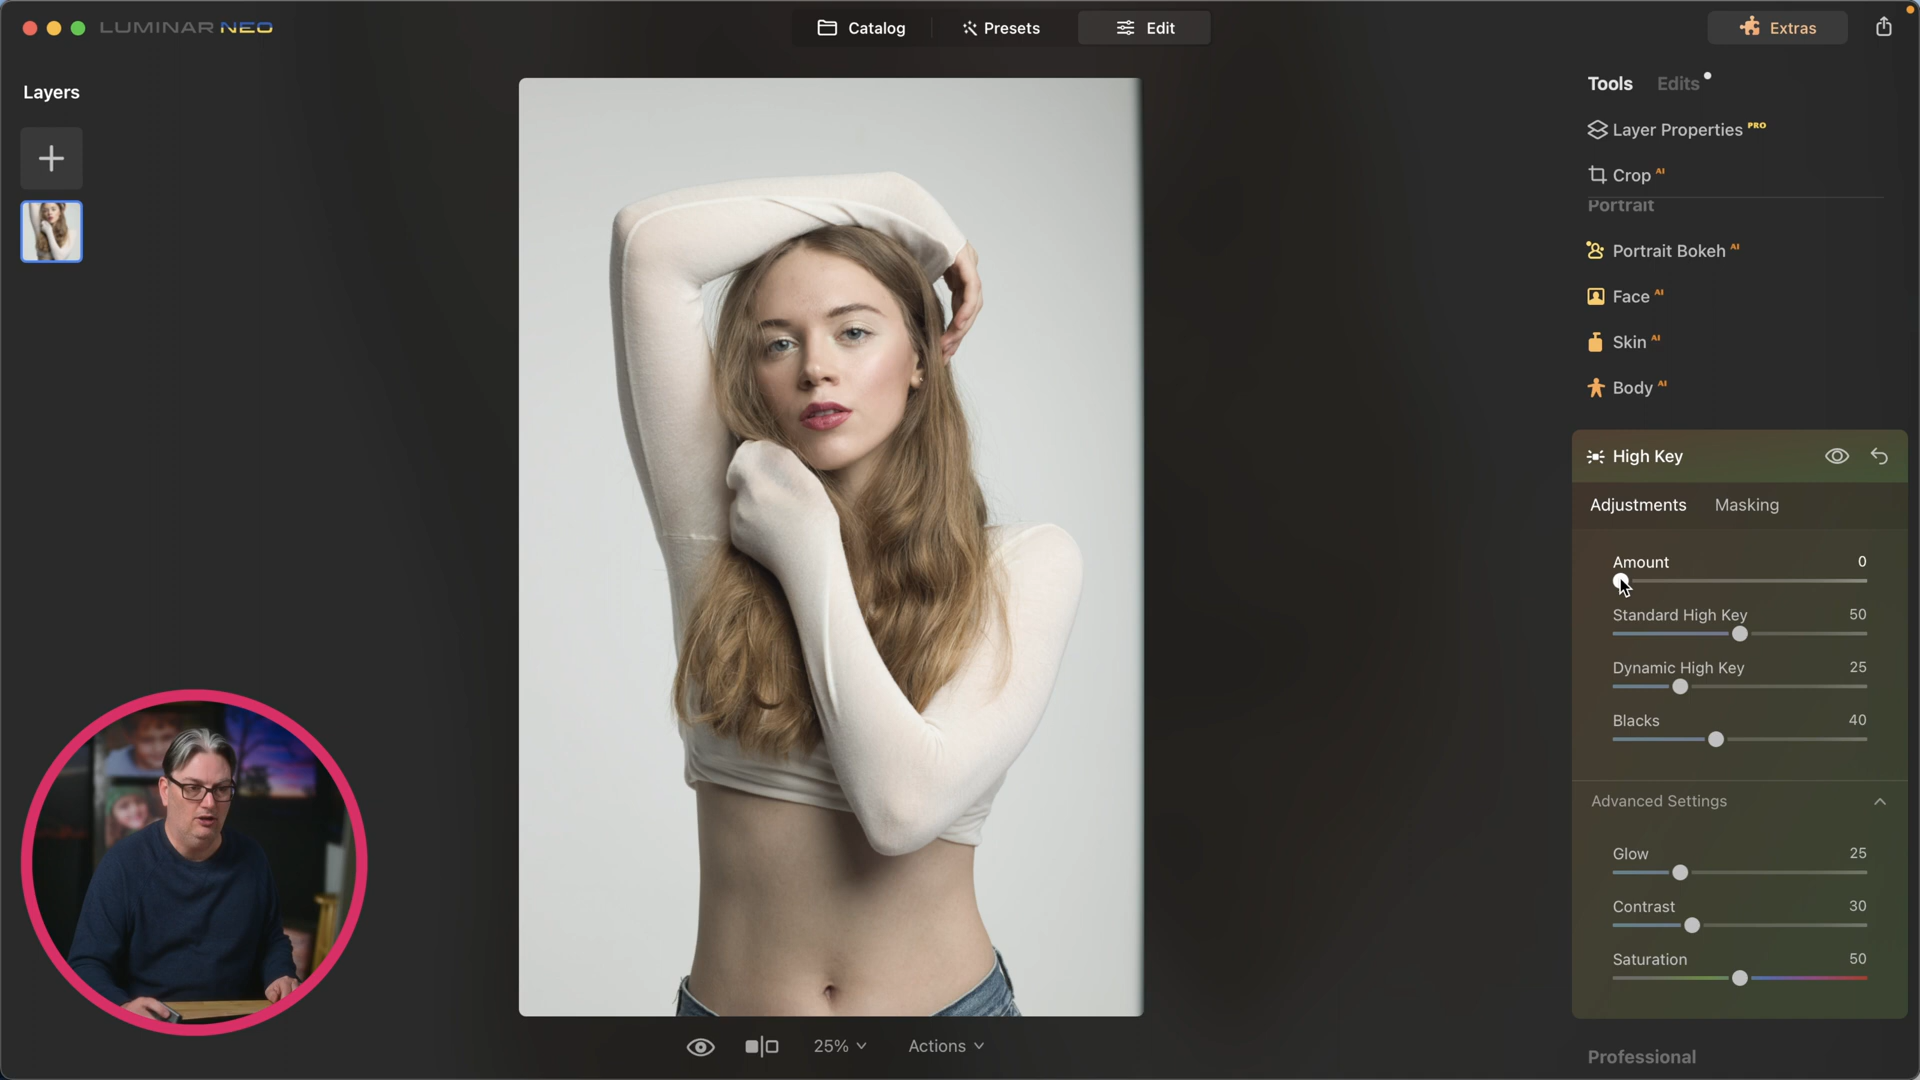 LUMINAR NEO
Catalog
Presets
Edit
Extras
Layers
Tools
Edits
Layer Properties PRO
Crop AI
Portrait
Portrait Bokeh AI
Face AI
Skin AI
Body AI
High Key
Adjustments
Masking
Amount 0
Standard High Key 50
Dynamic High Key 25
Blacks 40
Advanced Settings
Glow 25
Contrast 30
Saturation 50
Professional
25%
Actions